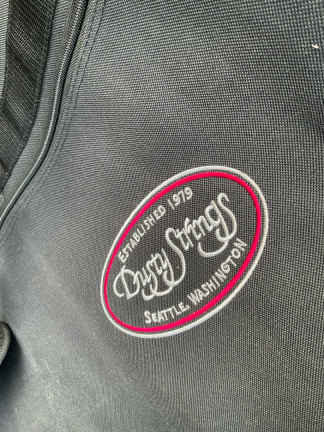 ESTABLISHED 1979
Dusty Strings
SEATTLE, WASHINGTON